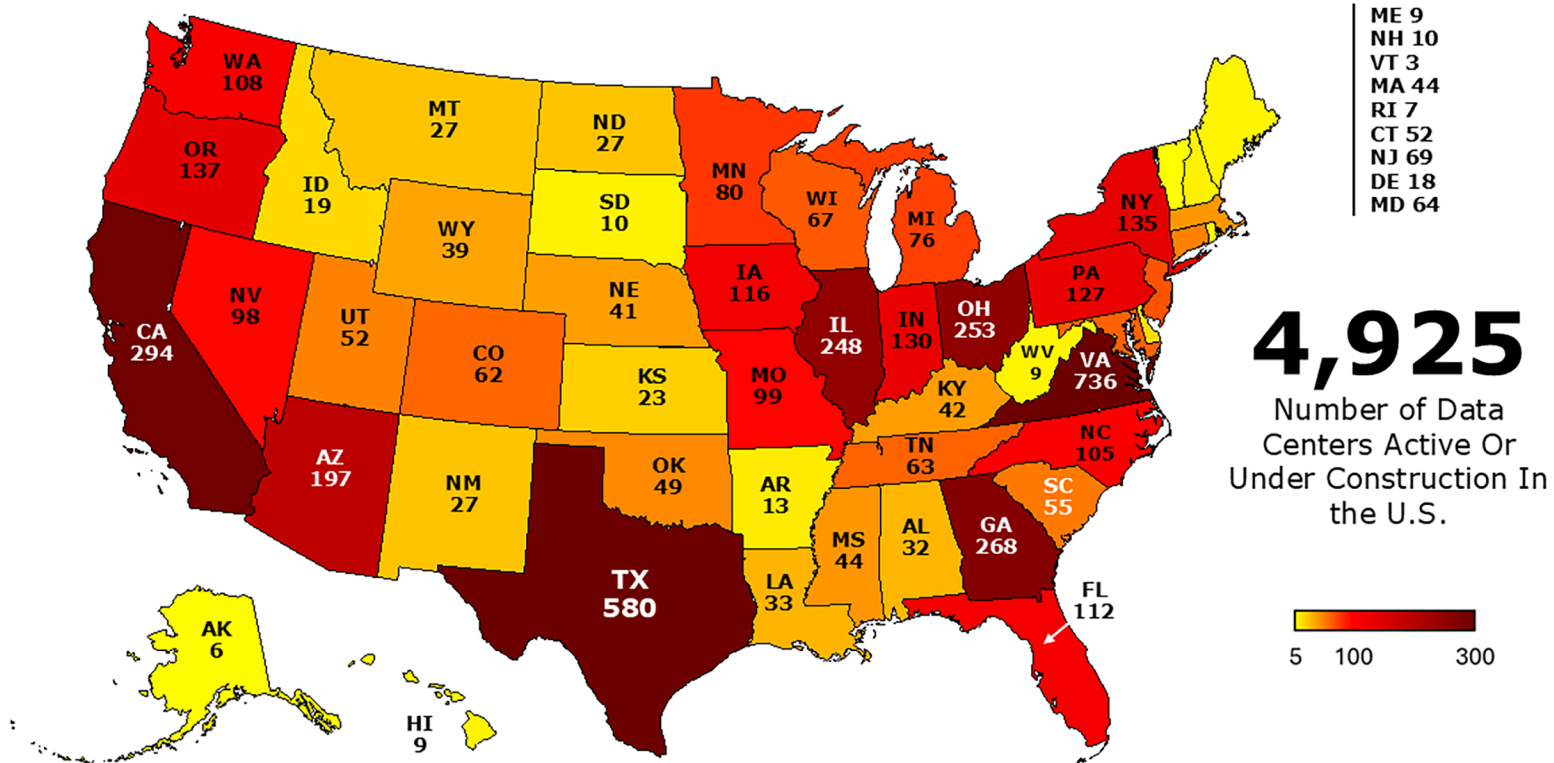 ME 9
NH 10
VT 3
MA 44
RI 7
CT 52
NJ 69
DE 18
MD 64
WA
108
OR
137
CA
294
NV
98
ID
19
MT
27
WY
39
UT
52
AZ
197
CO
62
NM
27
ND
27
SD
10
NE
41
KS
23
OK
49
TX
580
MN
80
IA
116
MO
99
AR
13
LA
33
WI
67
IL
248
MI
76
IN
130
OH
253
KY
42
TN
63
MS
44
AL
32
GA
268
FL
112
SC
55
NC
105
VA
736
WV
9
PA
127
NY
135
AK
6
HI
9
4,925
Number of Data
Centers Active Or
Under Construction In
the U.S.
5 100 300